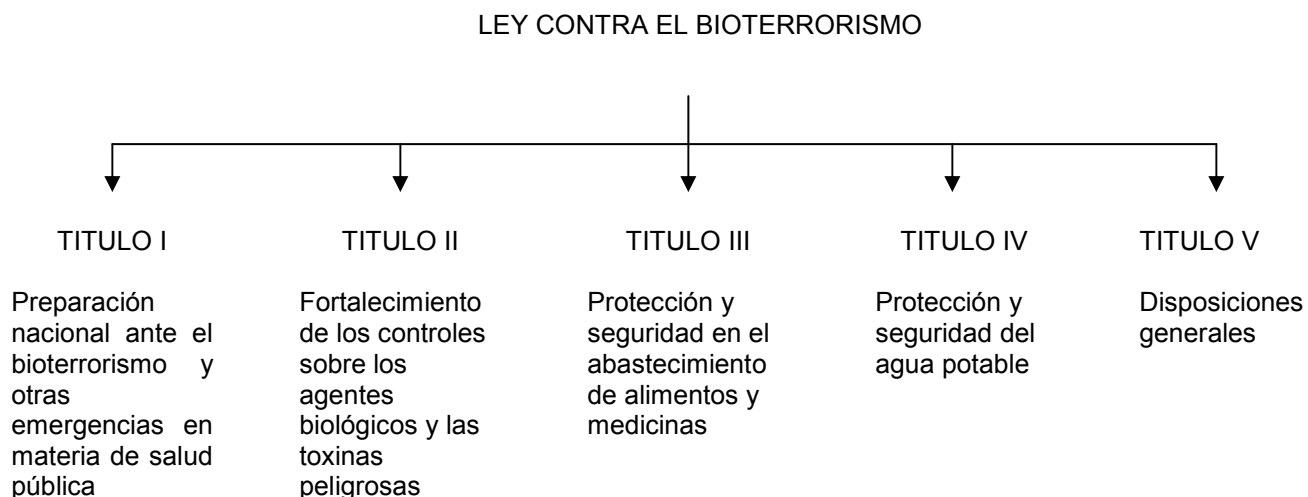 LEY CONTRA EL BIOTERRORISMO
TITULO I
TITULO II
TITULO III
TITULO IV
TITULO V
Preparación
nacional ante el
bioterrorismo y
otras
emergencias en
materia de salud
pública
Fortalecimiento
de los controles
sobre los
agentes
biológicos y las
toxinas
peligrosas
Protección y
seguridad en el
abastecimiento
de alimentos y
medicinas
Protección y
seguridad del
agua potable
Disposiciones
generales